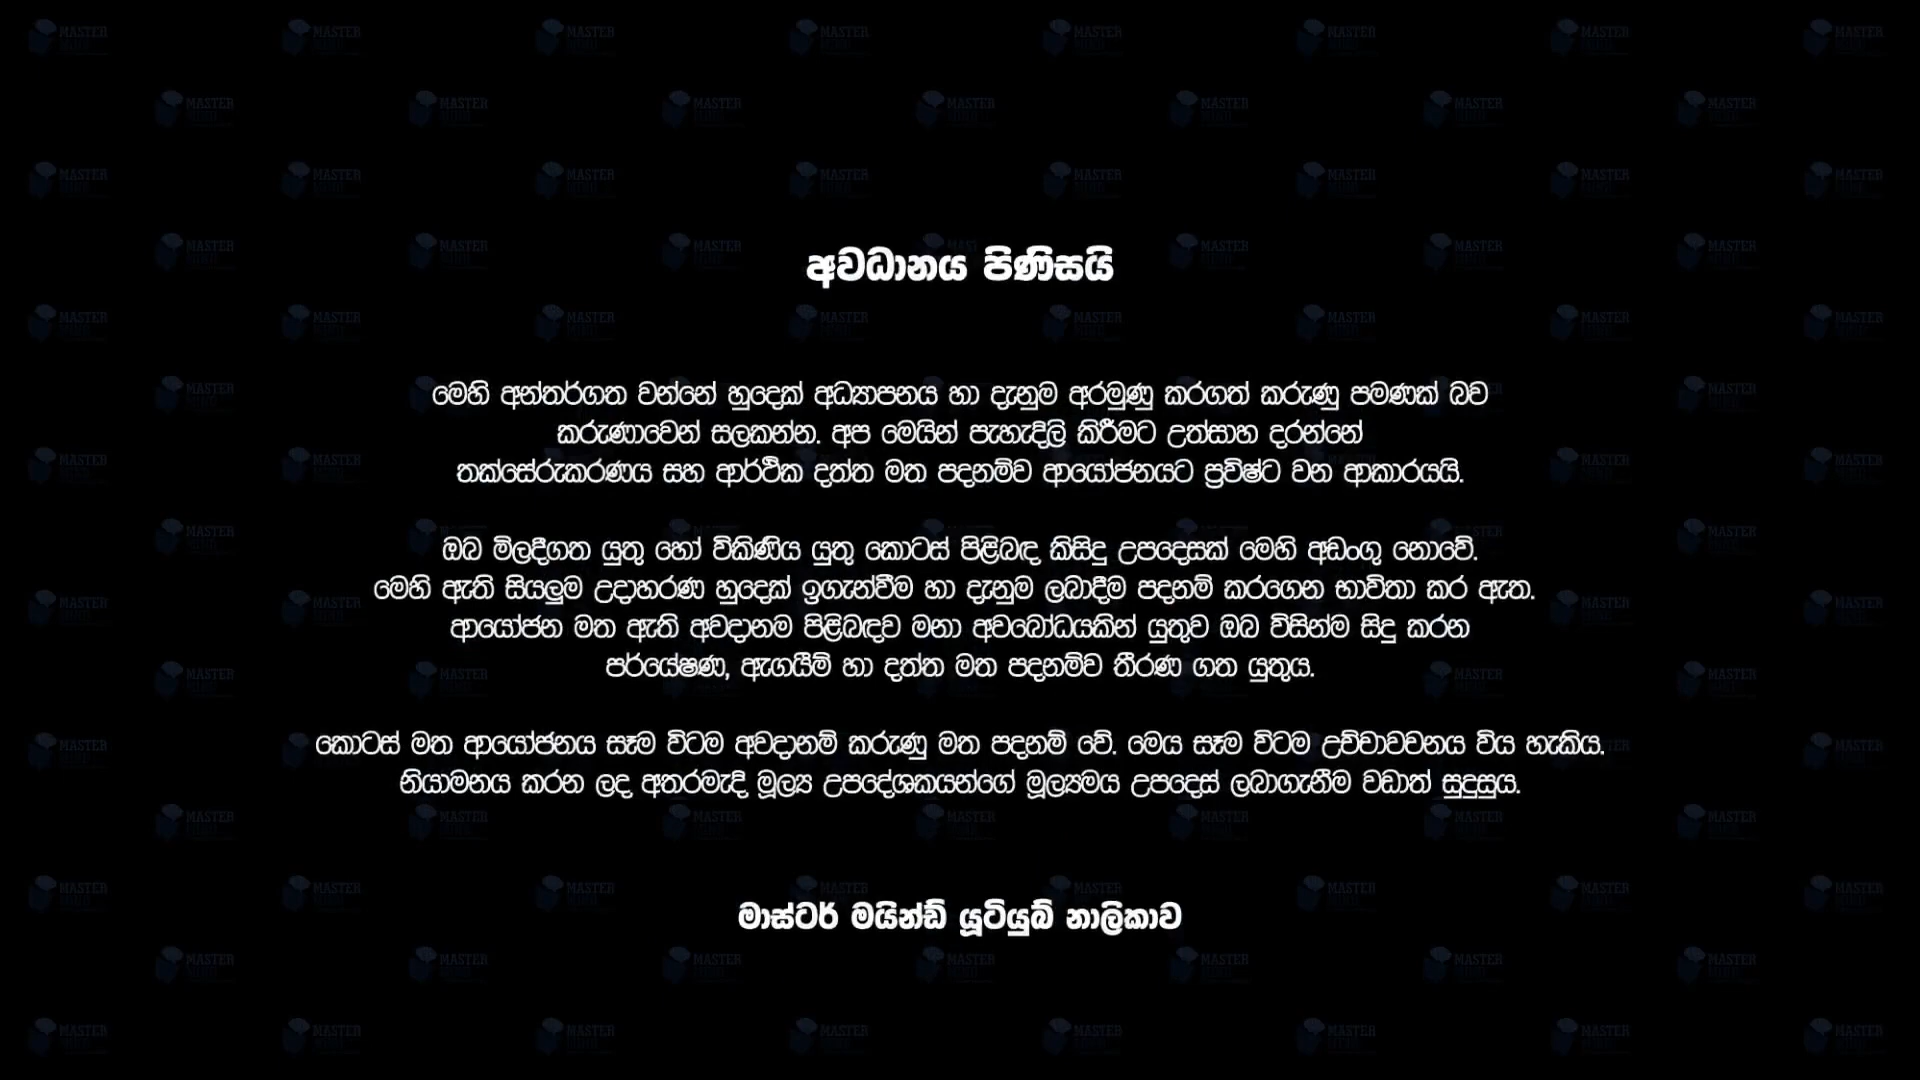 අවධානය පිණිසයි
මෙහි අන්තර්ගත වන්නේ හුදෙක් අධ්‍යාපනය හා දැනුම අරමුණු කරගත් කරුණු පමණක් බව
කරුණාවෙන් සලකන්න. අප මෙයින් පැහැදිලි කිරීමට උත්සාහ දරන්නේ
තක්සේරුකරණය සහ ආර්ථික දත්ත මත පදනම්ව ආයෝජනයට ප්‍රවිෂ්ට වන ආකාරයයි.
ඔබ මිලදීගත යුතු හෝ විකිණිය යුතු කොටස් පිළිබඳ කිසිදු උපදෙසක් මෙහි අඩංගු නොවේ.
මෙහි ඇති සියලුම උදාහරණ හුදෙක් ඉගැන්වීම හා දැනුම ලබාදීම පදනම් කරගෙන භාවිතා කර ඇත.
ආයෝජන මත ඇති අවදානම පිළිබඳව මනා අවබෝධයකින් යුතුව ඔබ විසින්ම සිදු කරන
පර්යේෂණ, ඇගයීම් හා දත්ත මත පදනම්ව තීරණ ගත යුතුය.
කොටස් මත ආයෝජනය සෑම විටම අවදානම් කරුණු මත පදනම් වේ. මෙය සෑම විටම උච්චාවචනය විය හැකිය.
නියාමනය කරන ලද අතරමැදි මූල්‍ය උපදේශකයන්ගේ මූල්‍යමය උපදෙස් ලබාගැනීම වඩාත් සුදුසුය.
මාස්ටර් මයින්ඩ් යූටියුබ් නාලිකාව